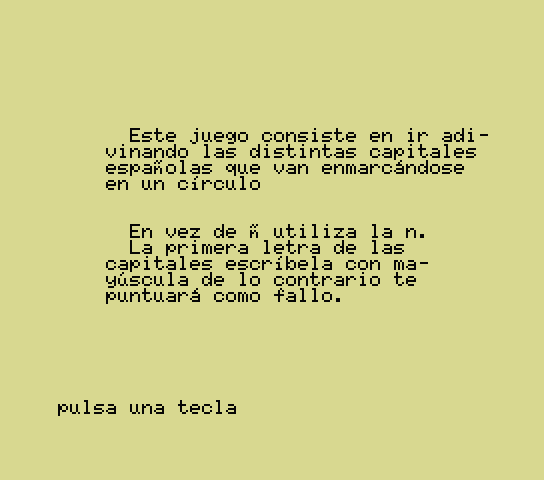 Este juego consiste en ir adi-
vinando las distintas capitales
españolas que van enmarcándose
en un círculo
En vez de ñ utiliza la n.
La primera letra de las
capitales escríbela con ma-
yúscula de lo contrario te
puntuará como fallo.
pulsa una tecla